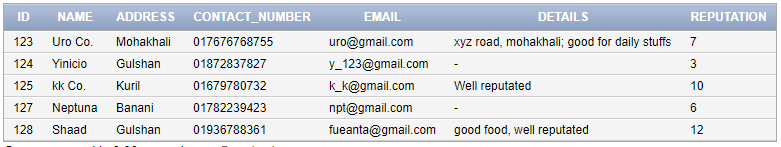 ID NAME ADDRESS CONTACT_NUMBER EMAIL DETAILS REPUTATION
123 Uro Co. Mohakhali 017676768755 uro@gmail.com xyz road, mohakhali; good for daily stuffs 7
124 Yinicio Gulshan 01872837827 y_123@gmail.com - 3
125 kk Co. Kuril 01679780732 k_k@gmail.com Well reputated 10
127 Neptuna Banani 01782239423 npt@gmail.com - 6
128 Shaad Gulshan 01936788361 fueanta@gmail.com good food, well reputated 12